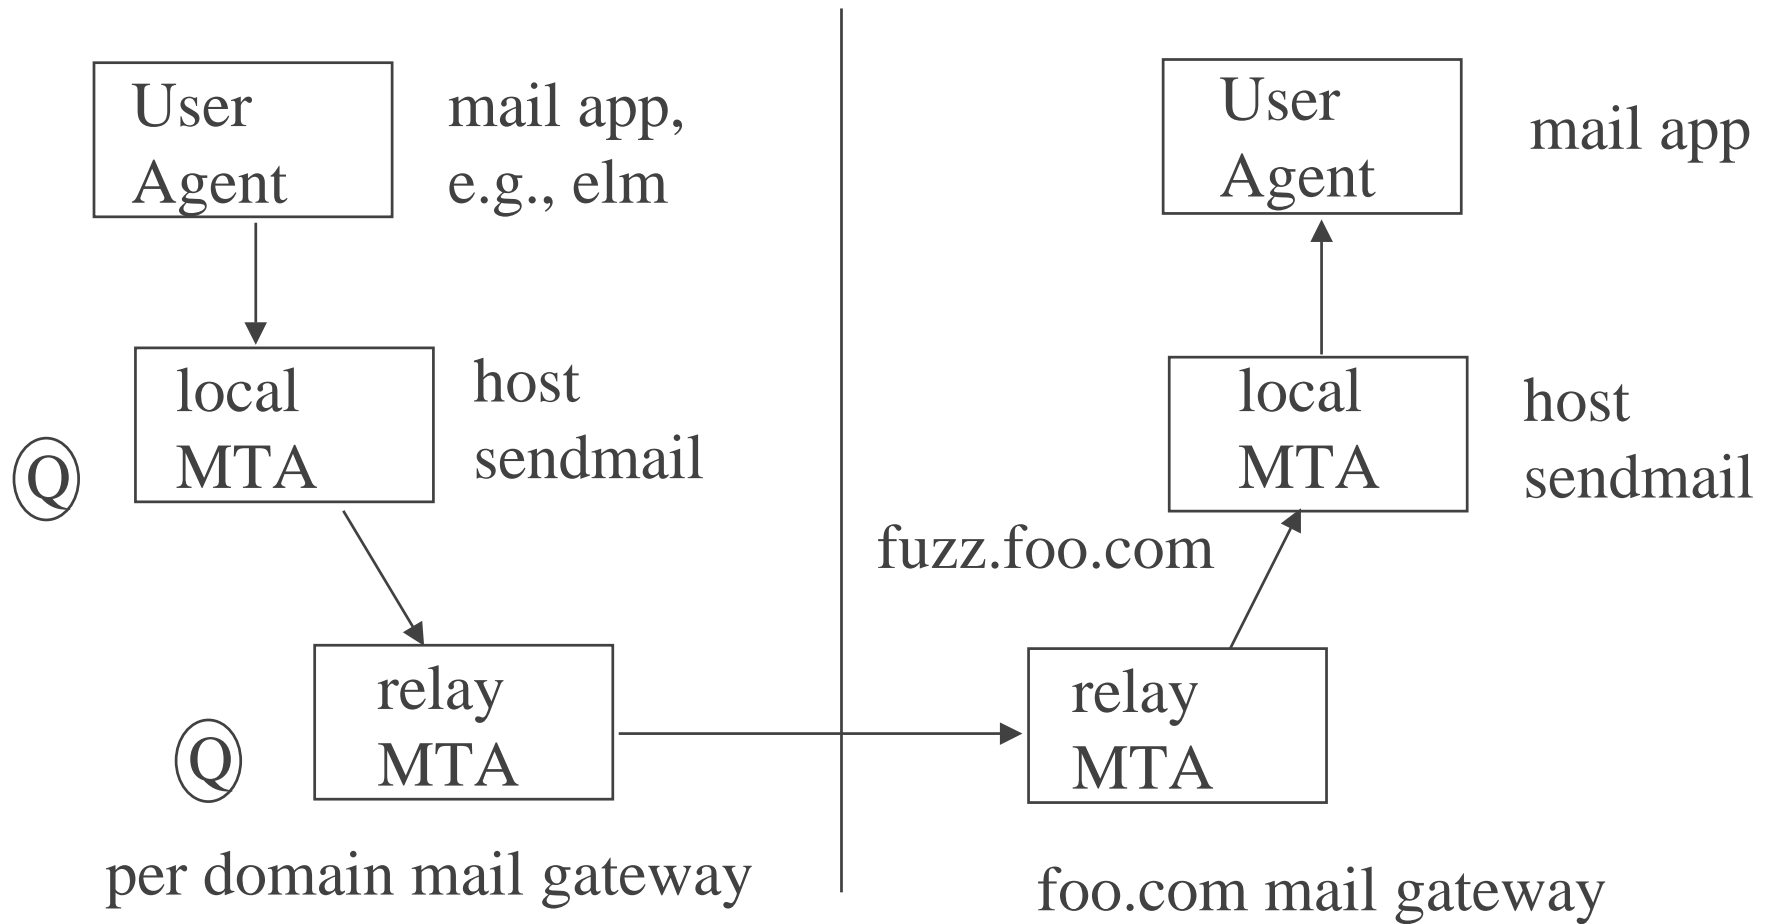 User
Agent
mail app,
e.g., elm
local
MTA
host
sendmail
Q
relay
MTA
Q
per domain mail gateway
User
Agent
mail app
local
MTA
host
sendmail
fuzz.foo.com
relay
MTA
foo.com mail gateway